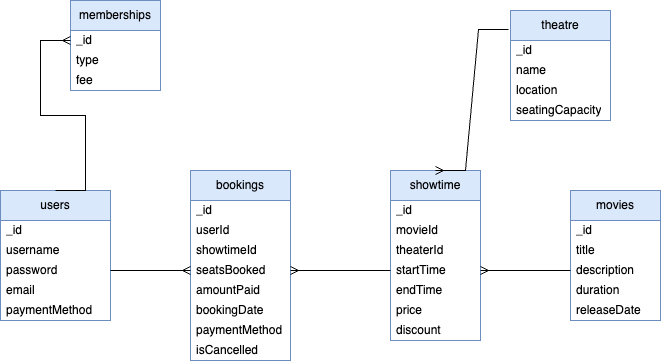 memberships
_id
type
fee
theatre
_id
name
location
seatingCapacity
users
_id
username
password
email
paymentMethod
bookings
_id
userId
showtimeId
seatsBooked
amountPaid
bookingDate
paymentMethod
isCancelled
showtime
_id
movieId
theaterId
startTime
endTime
price
discount
movies
_id
title
description
duration
releaseDate